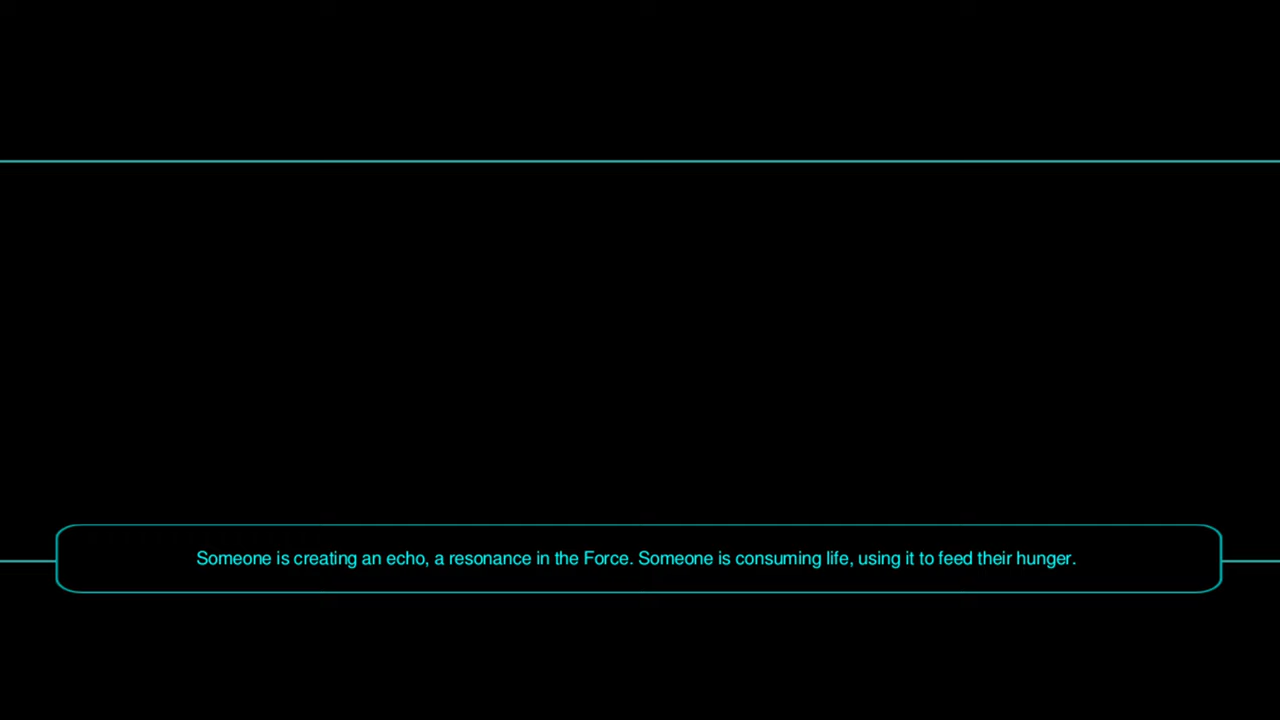 Someone is creating an echo, a resonance in the Force. Someone is consuming life, using it to feed their hunger.